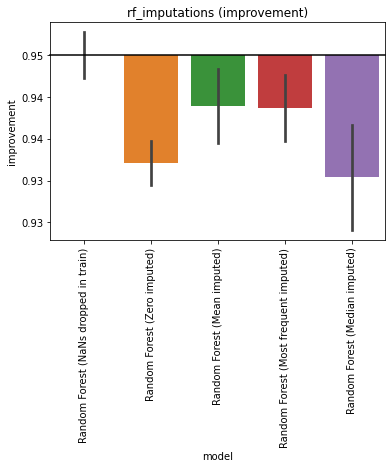 rf_imputations (improvement)
0.95
0.94
0.94
0.93
0.93
improvement
Random Forest (NaNs dropped in train)
Random Forest (Zero imputed)
Random Forest (Mean imputed)
Random Forest (Most frequent imputed)
Random Forest (Median imputed)
model